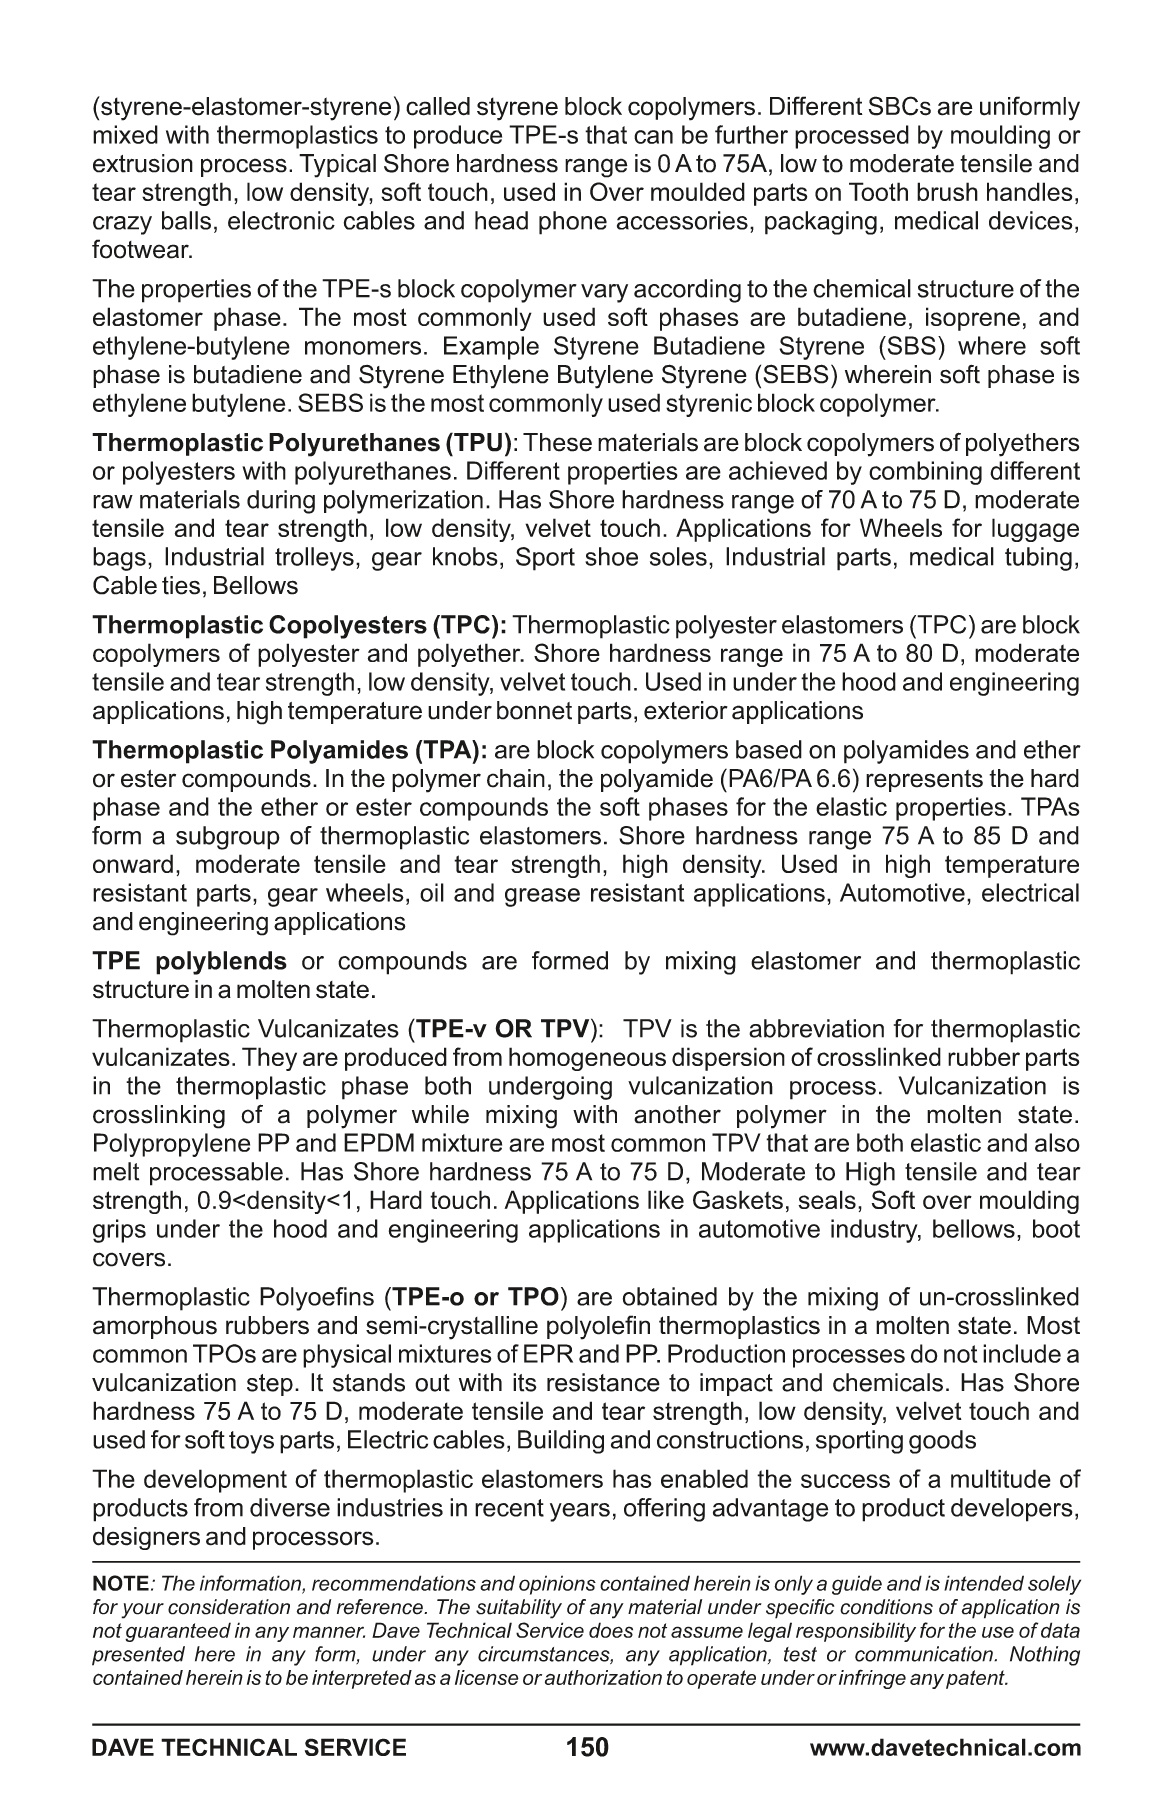 (styrene-elastomer-styrene) called styrene block copolymers. Different SBCs are uniformly
mixed with thermoplastics to produce TPE-s that can be further processed by moulding or
extrusion process. Typical Shore hardness range is 0 A to 75A, low to moderate tensile and
tear strength, low density, soft touch, used in Over moulded parts on Tooth brush handles,
crazy balls, electronic cables and head phone accessories, packaging, medical devices,
footwear.
The properties of the TPE-s block copolymer vary according to the chemical structure of the
elastomer phase. The most commonly used soft phases are butadiene, isoprene, and
ethylene-butylene monomers. Example Styrene Butadiene Styrene (SBS) where soft
phase is butadiene and Styrene Ethylene Butylene Styrene (SEBS) wherein soft phase is
ethylene butylene. SEBS is the most commonly used styrenic block copolymer.
Thermoplastic Polyurethanes (TPU): These materials are block copolymers of polyethers
or polyesters with polyurethanes. Different properties are achieved by combining different
raw materials during polymerization. Has Shore hardness range of 70 A to 75 D, moderate
tensile and tear strength, low density, velvet touch. Applications for Wheels for luggage
bags, Industrial trolleys, gear knobs, Sport shoe soles, Industrial parts, medical tubing,
Cable ties, Bellows
Thermoplastic Copolyesters (TPC): Thermoplastic polyester elastomers (TPC) are block
copolymers of polyester and polyether. Shore hardness range in 75 A to 80 D, moderate
tensile and tear strength, low density, velvet touch. Used in under the hood and engineering
applications, high temperature under bonnet parts, exterior applications
Thermoplastic Polyamides (TPA): are block copolymers based on polyamides and ether
or ester compounds. In the polymer chain, the polyamide (PA6/PA 6.6) represents the hard
phase and the ether or ester compounds the soft phases for the elastic properties. TPAs
form a subgroup of thermoplastic elastomers. Shore hardness range 75 A to 85 D and
onward, moderate tensile and tear strength, high density. Used in high temperature
resistant parts, gear wheels, oil and grease resistant applications, Automotive, electrical
and engineering applications
TPE polyblends or compounds are formed by mixing elastomer and thermoplastic
structure in a molten state.
Thermoplastic Vulcanizates (TPE-v OR TPV): TPV is the abbreviation for thermoplastic
vulcanizates. They are produced from homogeneous dispersion of crosslinked rubber parts
in the thermoplastic phase both undergoing vulcanization process. Vulcanization is
crosslinking of a polymer while mixing with another polymer in the molten state.
Polypropylene PP and EPDM mixture are most common TPV that are both elastic and also
melt processable. Has Shore hardness 75 A to 75 D, Moderate to High tensile and tear
strength, 0.9<density<1, Hard touch. Applications like Gaskets, seals, Soft over moulding
grips under the hood and engineering applications in automotive industry, bellows, boot
covers.
Thermoplastic Polyoefins (TPE-o or TPO) are obtained by the mixing of un-crosslinked
amorphous rubbers and semi-crystalline polyolefin thermoplastics in a molten state. Most
common TPOs are physical mixtures of EPR and PP. Production processes do not include a
vulcanization step. It stands out with its resistance to impact and chemicals. Has Shore
hardness 75 A to 75 D, moderate tensile and tear strength, low density, velvet touch and
used for soft toys parts, Electric cables, Building and constructions, sporting goods
The development of thermoplastic elastomers has enabled the success of a multitude of
products from diverse industries in recent years, offering advantage to product developers,
designers and processors.
NOTE: The information, recommendations and opinions contained herein is only a guide and is intended solely
for your consideration and reference. The suitability of any material under specific conditions of application is
not guaranteed in any manner. Dave Technical Service does not assume legal responsibility for the use of data
presented here in any form, under any circumstances, any application, test or communication. Nothing
contained herein is to be interpreted as a license or authorization to operate under or infringe any patent.
DAVE TECHNICAL SERVICE 150 www.davetechnical.com